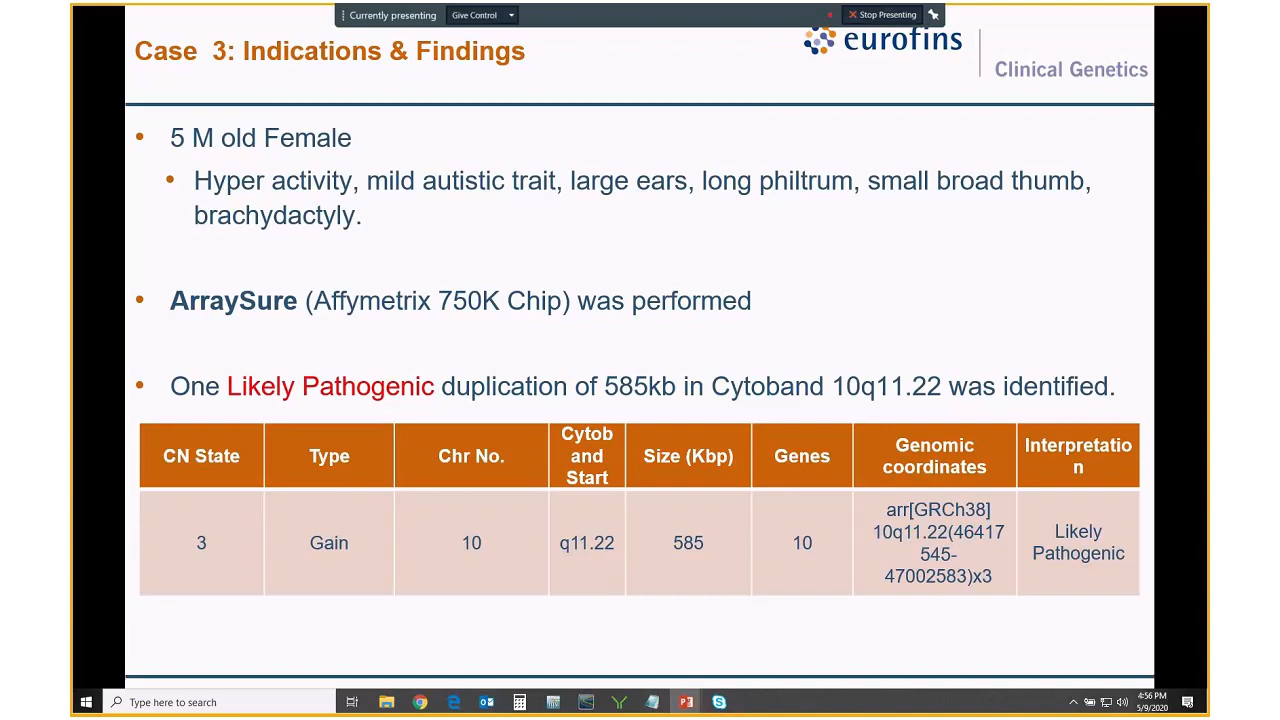 Currently presenting
Give Control
Stop Presenting
Case 3: Indications & Findings
eurofins
Clinical Genetics
• 5 M old Female
• Hyper activity, mild autistic trait, large ears, long philtrum, small broad thumb,
brachydactyly.
• ArraySure (Affymetrix 750K Chip) was performed
• One Likely Pathogenic duplication of 585kb in Cytoband 10q11.22 was identified.
CN State
Type
Chr No.
Cytob
and
Start
Size (Kbp)
Genes
Genomic
coordinates
Interpretatio
n
3
Gain
10
q11.22
585
10
arr[GRCh38]
10q11.22(46417
545-
47002583)x3
Likely
Pathogenic
Type here to search
4:56 PM
5/9/2020